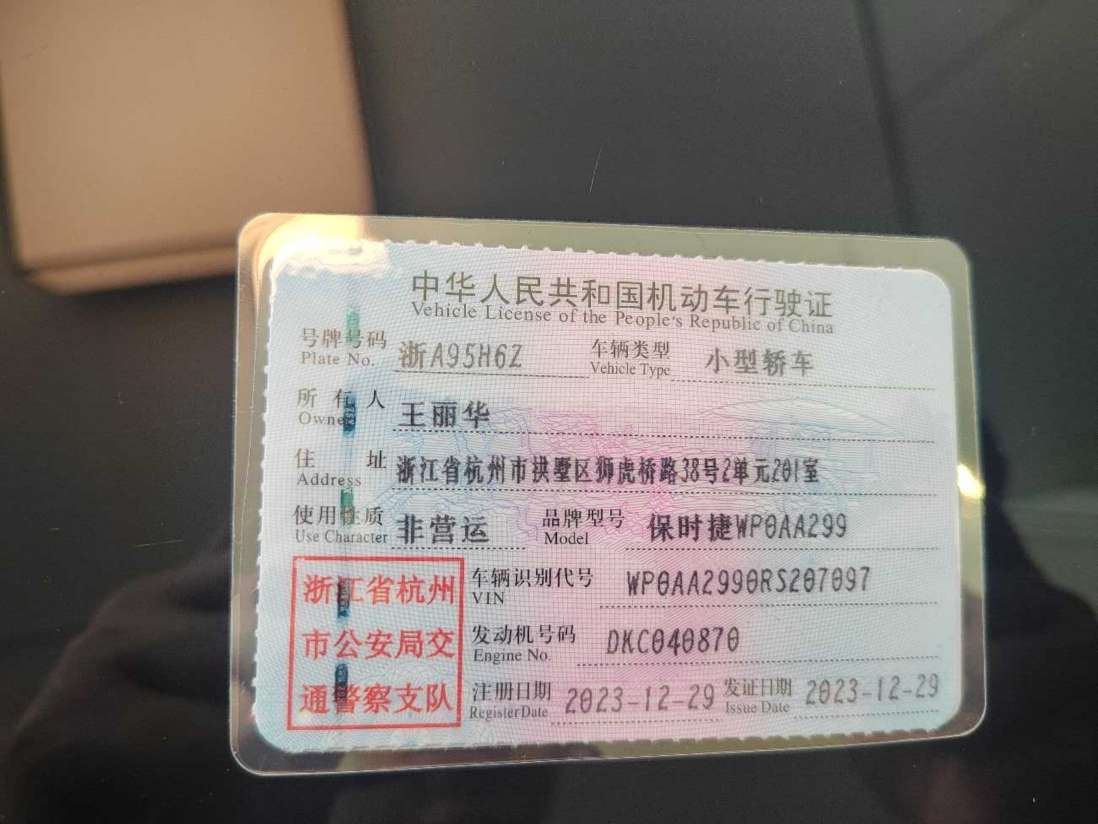 中华人民共和国机动车行驶证
Vehicle License of the People's Republic of China
号牌号码 浙A95H6Z 车辆类型 小型轿车
Plate No. Vehicle Type
所有人 王丽华
Owner
住址 浙江省杭州市拱墅区狮虎桥路38号2单元201室
Address
使用性质 非营运 品牌型号 保时捷WP0AA299
Use Character Model
浙江省杭州 车辆识别代号 WP0AA2990RS207097
VIN
市公安局交 发动机号码 DKC040870
Engine No.
通警察支队 注册日期 2023-12-29 发证日期 2023-12-29
Register Date Issue Date